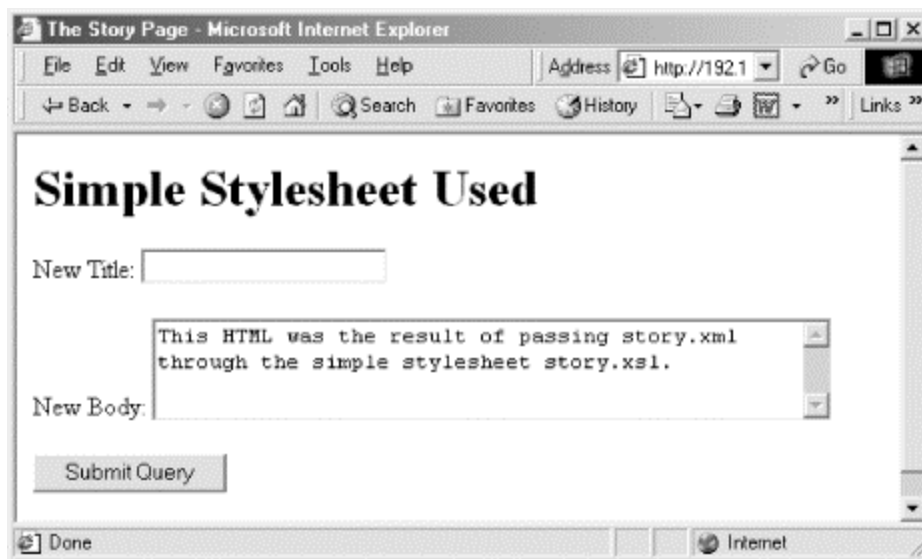 The Story Page - Microsoft Internet Explorer
File Edit View Favorites Tools Help Address http://192.1 Go
Back Search Favorites History Links »
Simple Stylesheet Used
New Title:
This HTML was the result of passing story.xml
through the simple stylesheet story.xsl.
New Body:
Submit Query
Done Internet